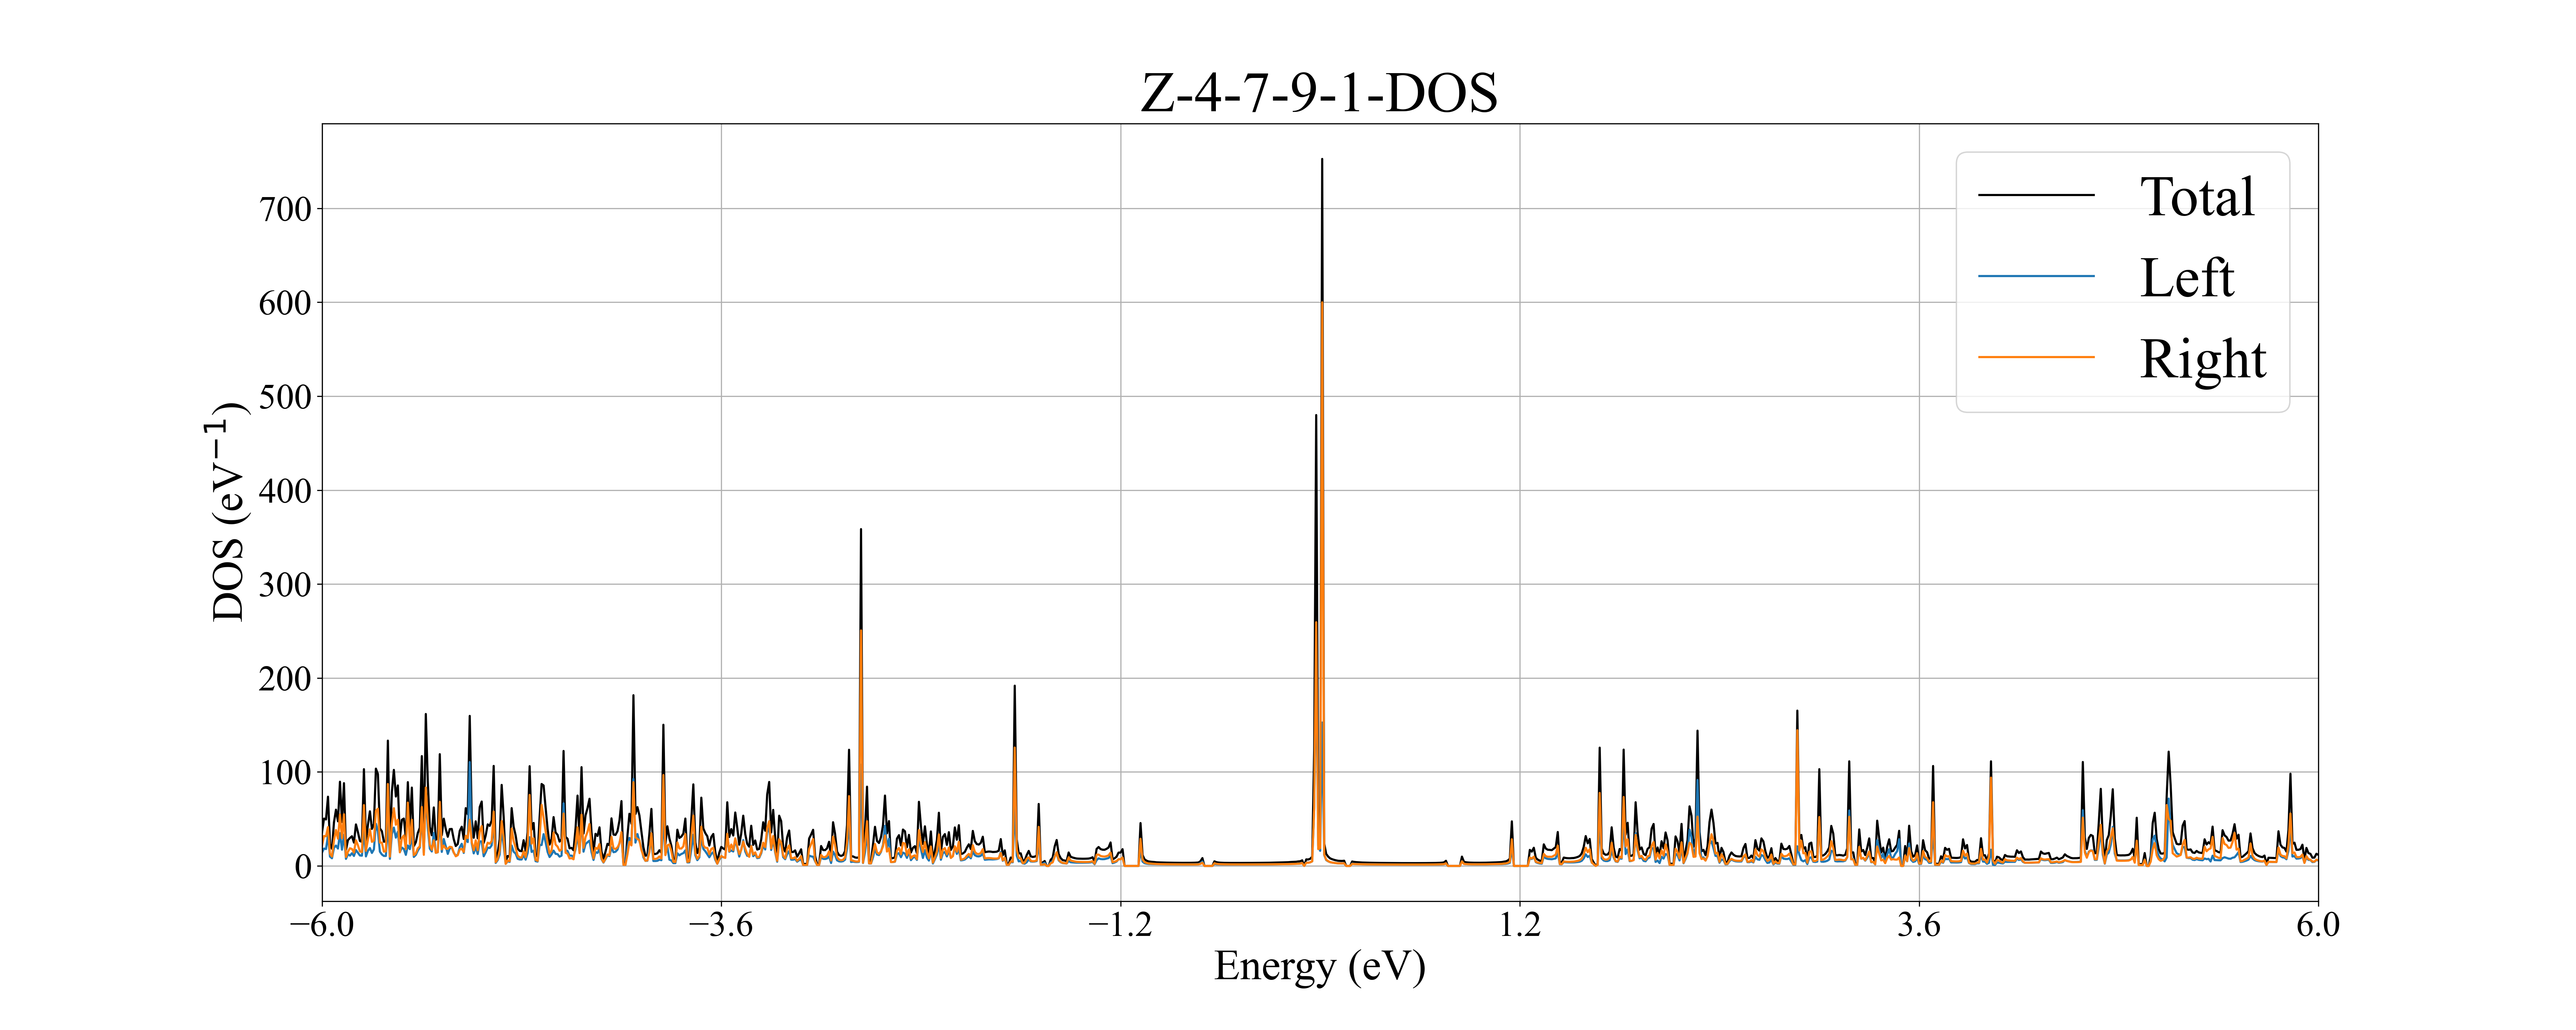 Z-4-7-9-1-DOS
Total
Left
Right
DOS (eV⁻¹)
700
600
500
400
300
200
100
0
−6.0 −3.6 −1.2 1.2 3.6 6.0
Energy (eV)